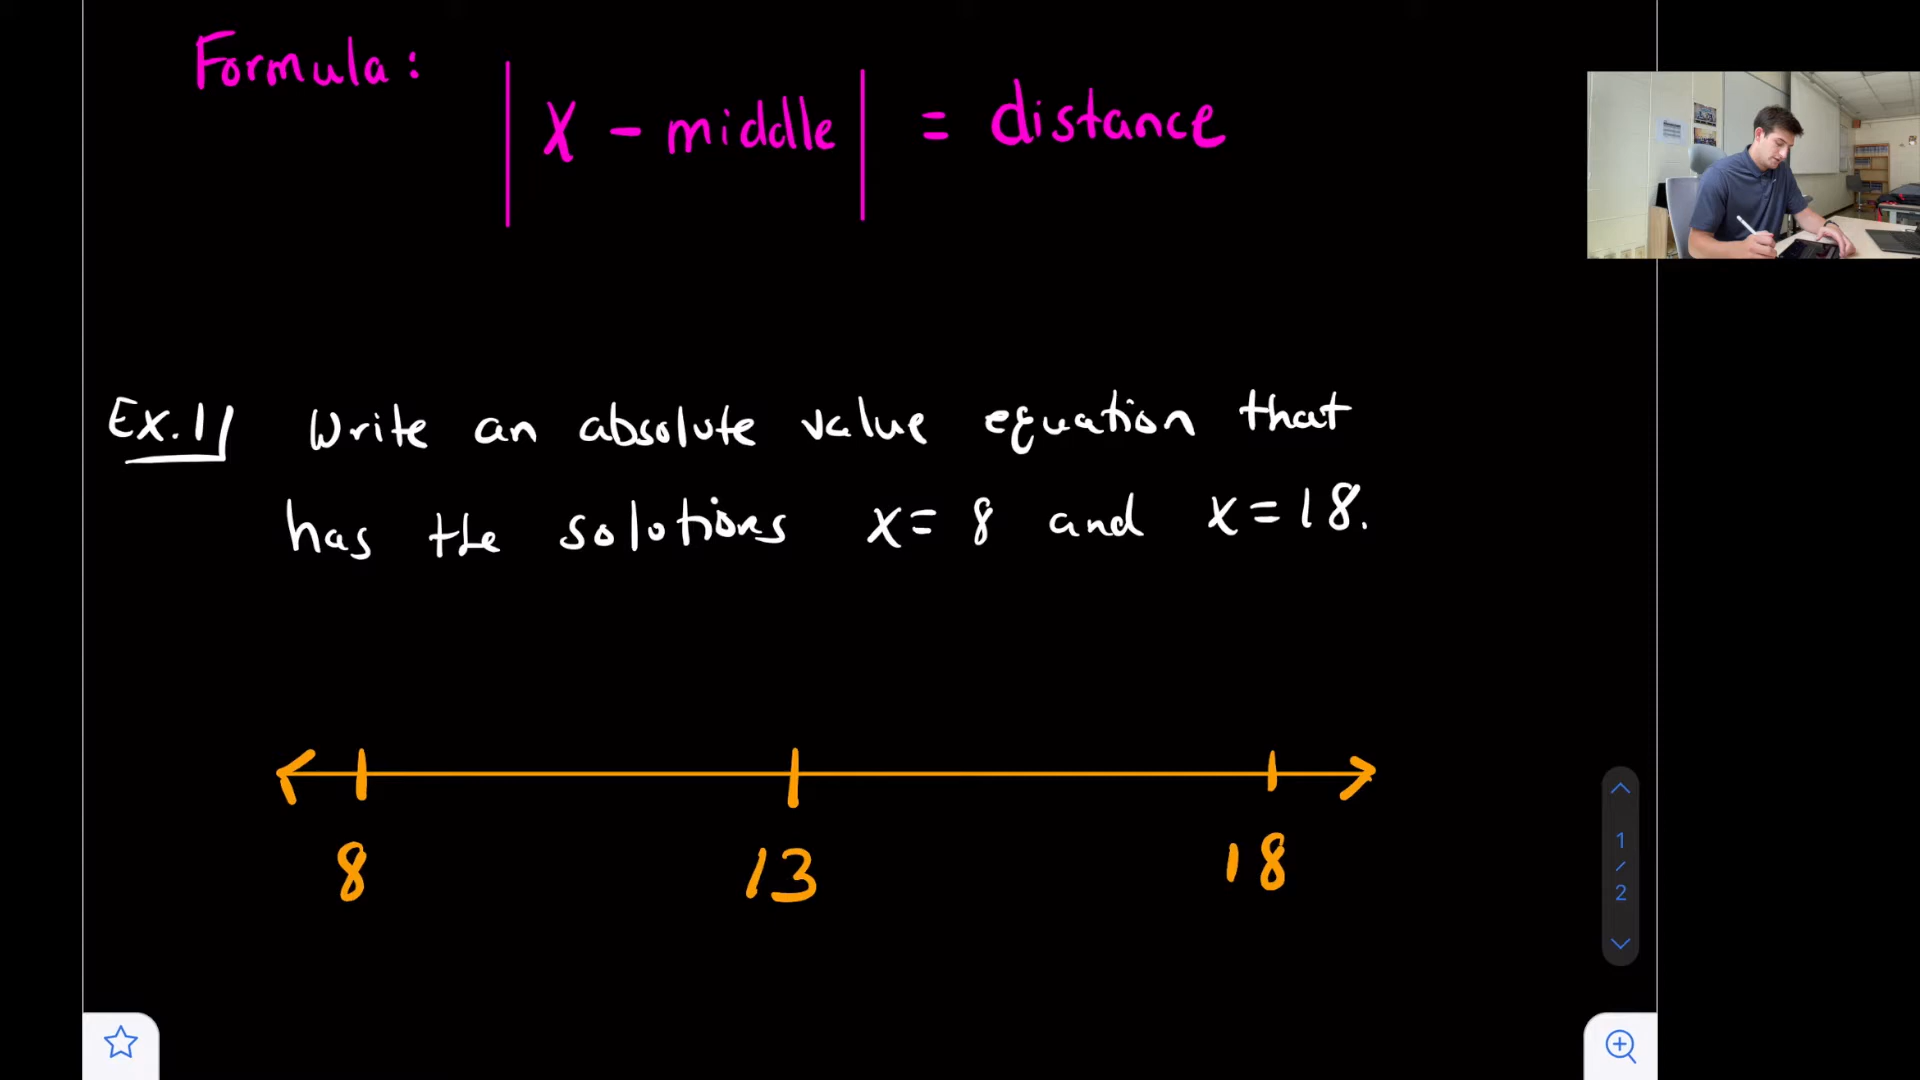 Formula:
|x - middle| = distance
Ex. 1/ Write an absolute value equation that
has the solutions x = 8 and x = 18.
8 13 18
1
/
2